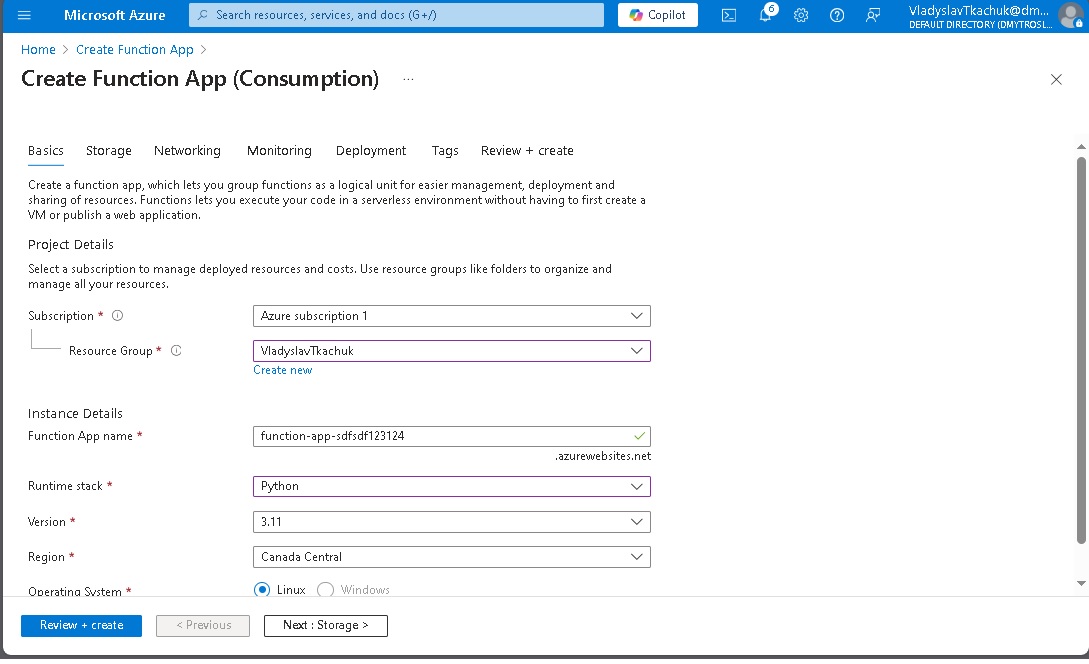 Microsoft Azure
Search resources, services, and docs (G+/)
Copilot
6
VladyslavTkachuk@dm...
DEFAULT DIRECTORY (DMYTROSL...
Home > Create Function App >
Create Function App (Consumption) ...
Basics Storage Networking Monitoring Deployment Tags Review + create
Create a function app, which lets you group functions as a logical unit for easier management, deployment and
sharing of resources. Functions lets you execute your code in a serverless environment without having to first create a
VM or publish a web application.
Project Details
Select a subscription to manage deployed resources and costs. Use resource groups like folders to organize and
manage all your resources.
Subscription * Azure subscription 1
Resource Group * VladyslavTkachuk
Create new
Instance Details
Function App name * function-app-sdfsdf123124
.azurewebsites.net
Runtime stack * Python
Version * 3.11
Region * Canada Central
Operating System * Linux Windows
Review + create < Previous Next : Storage >